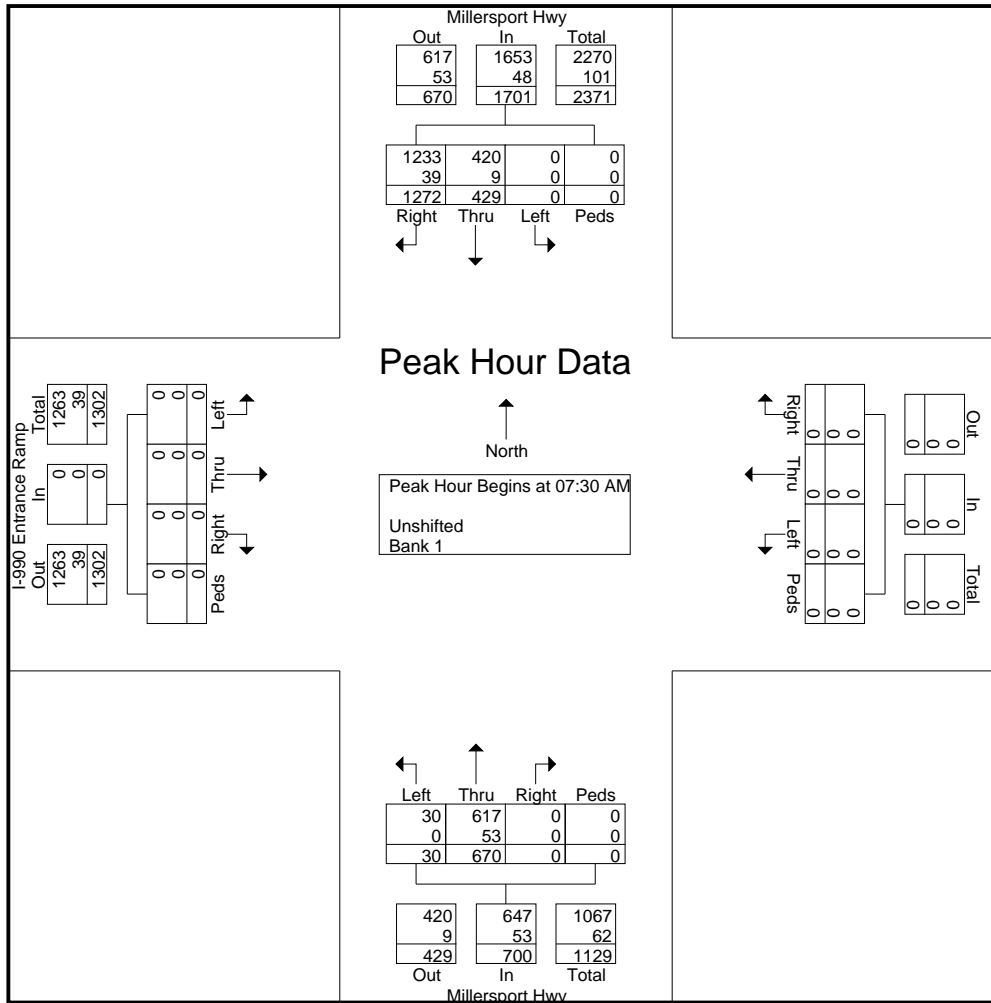 Millersport Hwy
Out In Total
617 1653 2270
53 48 101
670 1701 2371
1233 420 0 0
39 9 0 0
1272 429 0 0
Right Thru Left Peds
Peak Hour Data
North
Peak Hour Begins at 07:30 AM
Unshifted
Bank 1
I-990 Entrance Ramp
Out In Total
1263 0 1263
39 0 39
1302 0 1302
0 0 0 0
0 0 0 0
0 0 0 0
Peds Right Thru Left
Right Thru Left Peds
0 0 0 0
0 0 0 0
0 0 0 0
Out In Total
0 0 0
0 0 0
0 0 0
Left Thru Right Peds
30 617 0 0
0 53 0 0
30 670 0 0
420 647 1067
9 53 62
429 700 1129
Out In Total
Millersport Hwy